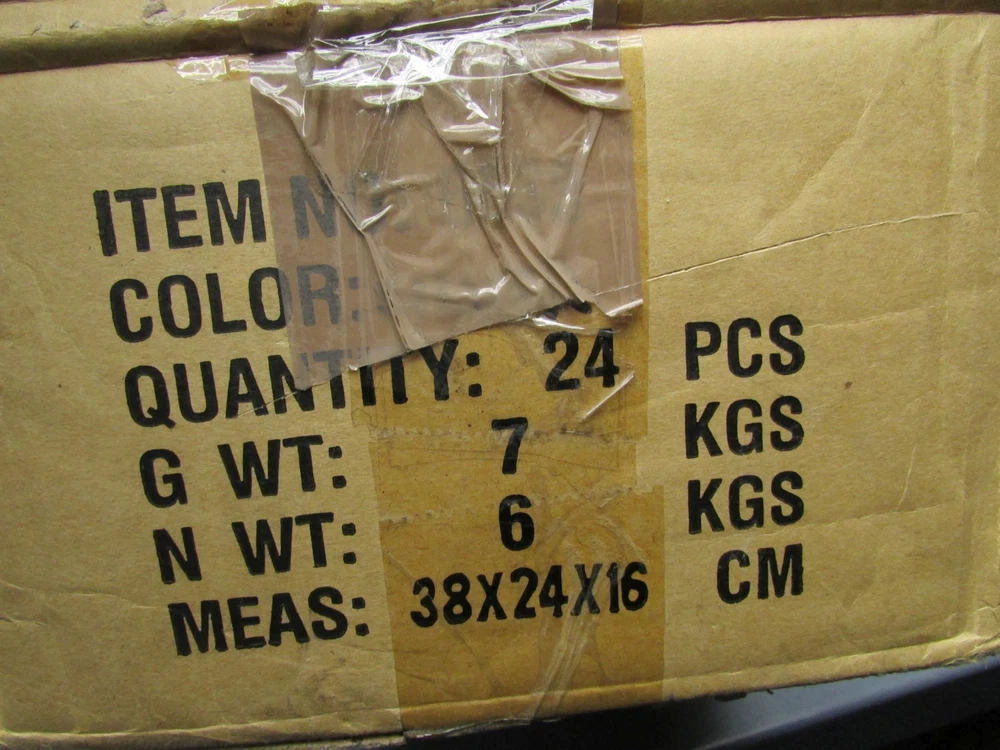 ITEM N
COLOR:
QUANTITY: 24 PCS
G WT: 7 KGS
N WT: 6 KGS
MEAS: 38X24X16 CM